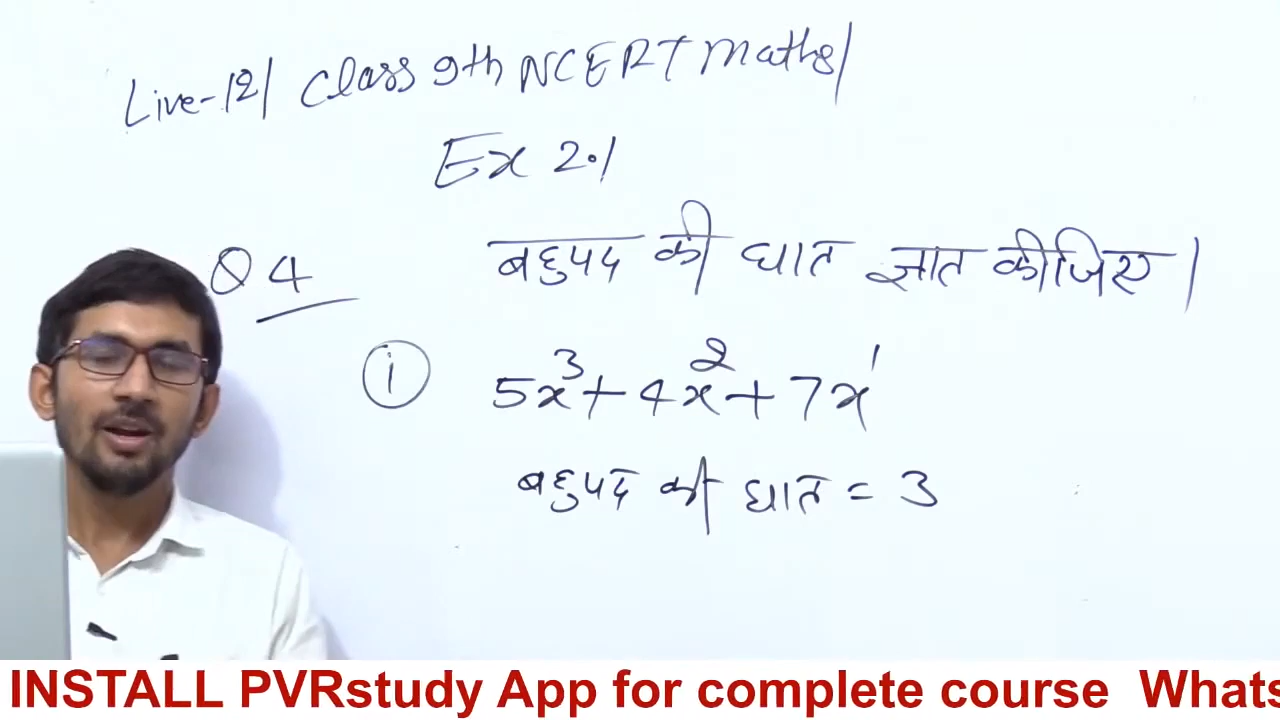 Live-12/ Class 9th NCERT Maths/
Ex 2.1
Q 4 बहुपद की घात ज्ञात कीजिए।
i 5x³ + 4x² + 7x¹
बहुपद की घात = 3
INSTALL PVRstudy App for complete course Whats